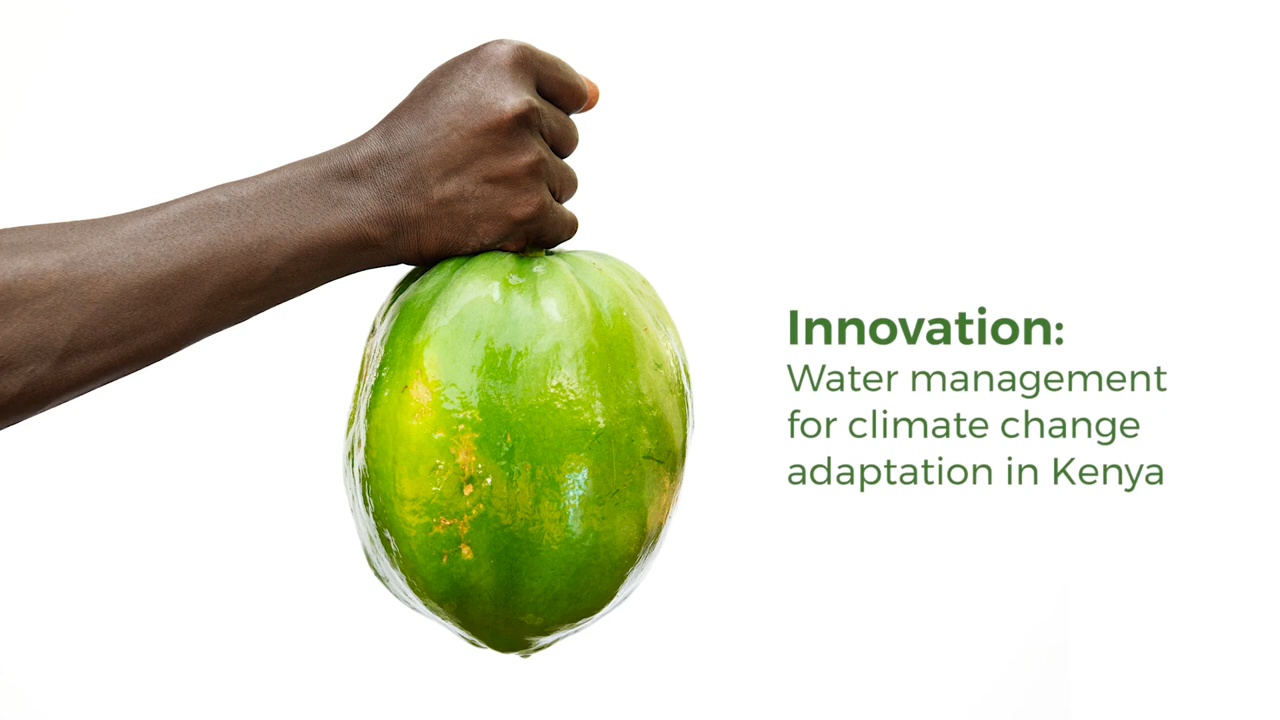 Innovation:
Water management
for climate change
adaptation in Kenya